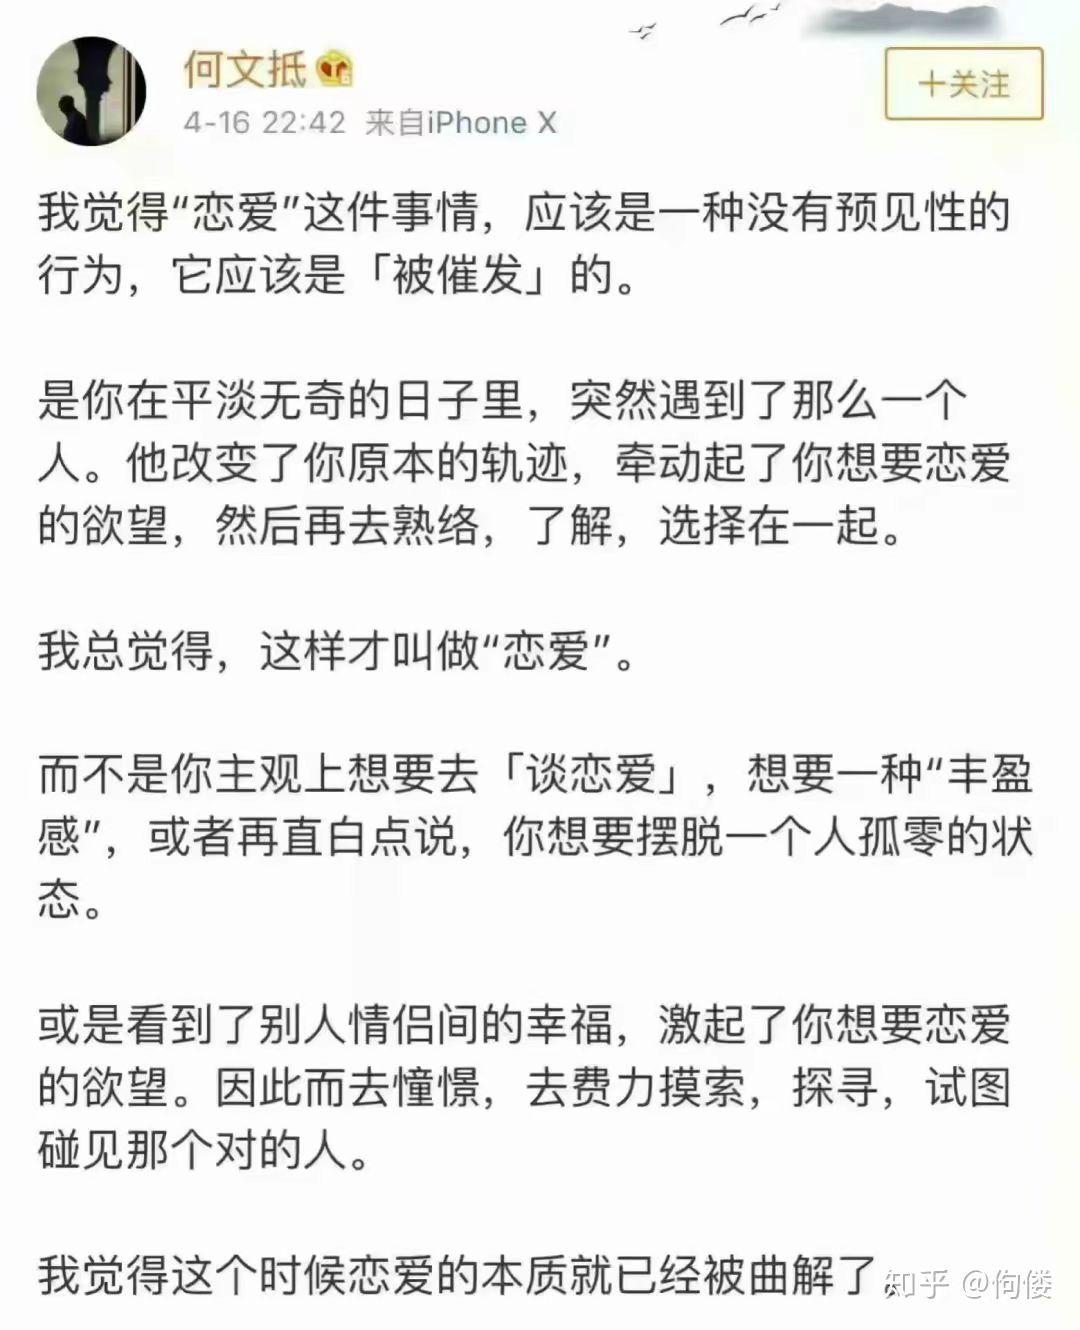 何文抵
4-16 22:42 来自iPhone X
十关注
我觉得“恋爱”这件事情，应该是一种没有预见性的
行为，它应该是「被催发」的。
是你在平淡无奇的日子里，突然遇到了那么一个
人。他改变了你原本的轨迹，牵动起了你想要恋爱
的欲望，然后再去熟络，了解，选择在一起。
我总觉得，这样才叫做“恋爱”。
而不是你主观上想要去「谈恋爱」，想要一种“丰盈
感”，或者再直白点说，你想要摆脱一个人孤零的状
态。
或是看到了别人情侣间的幸福，激起了你想要恋爱
的欲望。因此而去憧憬，去费力摸索，探寻，试图
碰见那个对的人。
我觉得这个时候恋爱的本质就已经被曲解了。
知乎 @佝偻